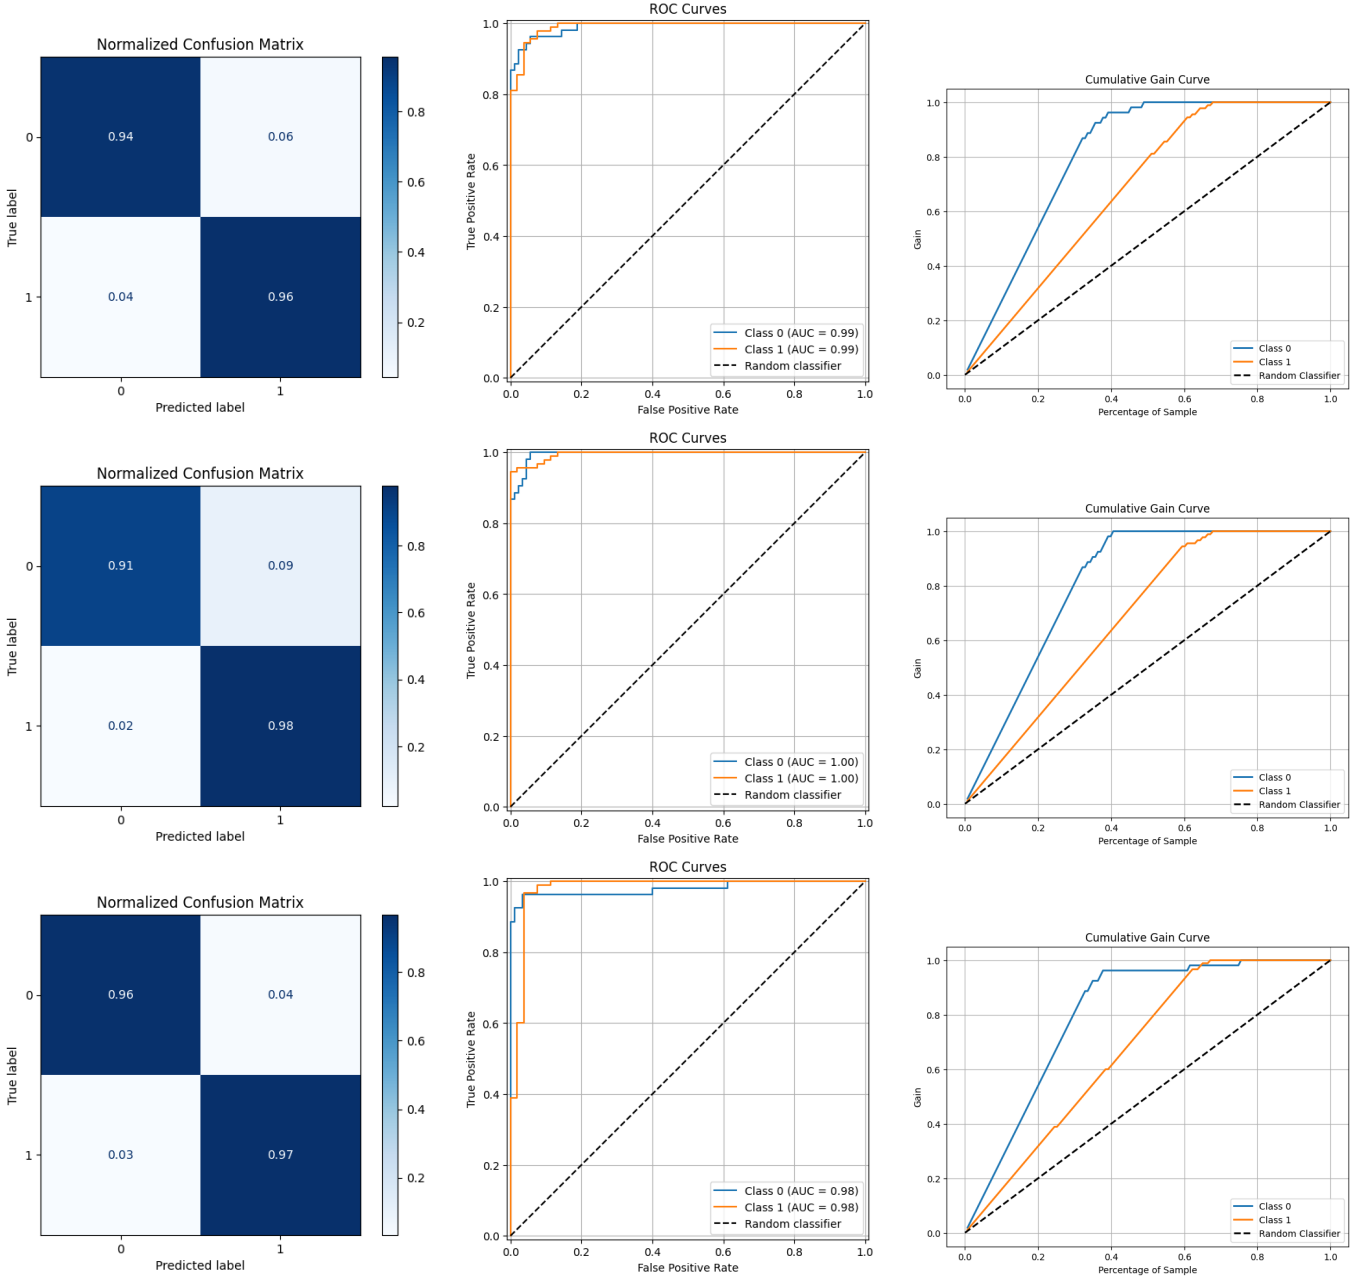 Normalized Confusion Matrix
0.94 0.06
0.04 0.96
0
1
True label
0 1
Predicted label
0.8
0.6
0.4
0.2
ROC Curves
1.0
0.8
0.6
0.4
0.2
0.0
True Positive Rate
Class 0 (AUC = 0.99)
Class 1 (AUC = 0.99)
Random classifier
0.0 0.2 0.4 0.6 0.8 1.0
False Positive Rate
Cumulative Gain Curve
1.0
0.8
0.6
0.4
0.2
0.0
Gain
Class 0
Class 1
Random Classifier
0.0 0.2 0.4 0.6 0.8 1.0
Percentage of Sample
Normalized Confusion Matrix
0.91 0.09
0.02 0.98
0
1
True label
0 1
Predicted label
0.8
0.6
0.4
0.2
ROC Curves
1.0
0.8
0.6
0.4
0.2
0.0
True Positive Rate
Class 0 (AUC = 1.00)
Class 1 (AUC = 1.00)
Random classifier
0.0 0.2 0.4 0.6 0.8 1.0
False Positive Rate
Cumulative Gain Curve
1.0
0.8
0.6
0.4
0.2
0.0
Gain
Class 0
Class 1
Random Classifier
0.0 0.2 0.4 0.6 0.8 1.0
Percentage of Sample
Normalized Confusion Matrix
0.96 0.04
0.03 0.97
0
1
True label
0 1
Predicted label
0.8
0.6
0.4
0.2
ROC Curves
1.0
0.8
0.6
0.4
0.2
0.0
True Positive Rate
Class 0 (AUC = 0.98)
Class 1 (AUC = 0.98)
Random classifier
0.0 0.2 0.4 0.6 0.8 1.0
False Positive Rate
Cumulative Gain Curve
1.0
0.8
0.6
0.4
0.2
0.0
Gain
Class 0
Class 1
Random Classifier
0.0 0.2 0.4 0.6 0.8 1.0
Percentage of Sample